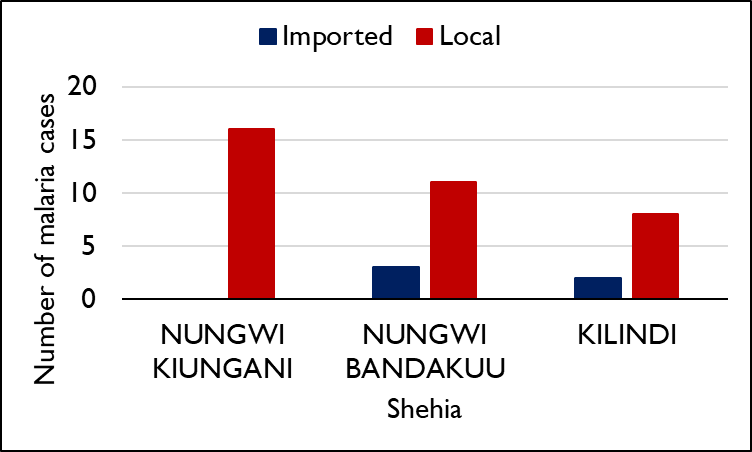 Imported Local
Number of malaria cases
20
15
10
5
0
NUNGWI KIUNGANI
NUNGWI BANDAKUU
KILINDI
Shehia